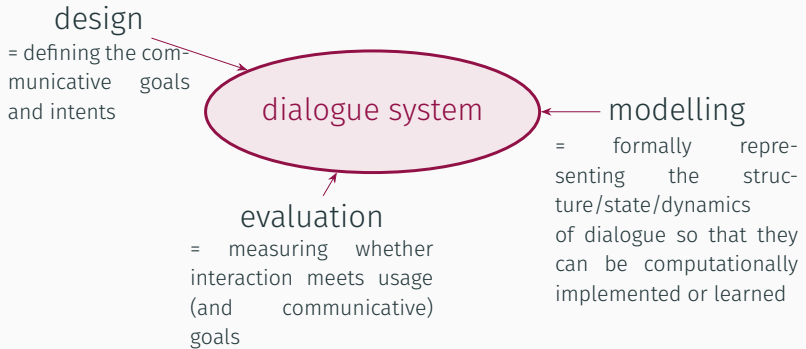 design
= defining the com-
municative goals
and intents
dialogue system
modelling
= formally repre-
senting the struc-
ture/state/dynamics
of dialogue so that they
can be computationally
implemented or learned
evaluation
= measuring whether
interaction meets usage
(and communicative)
goals